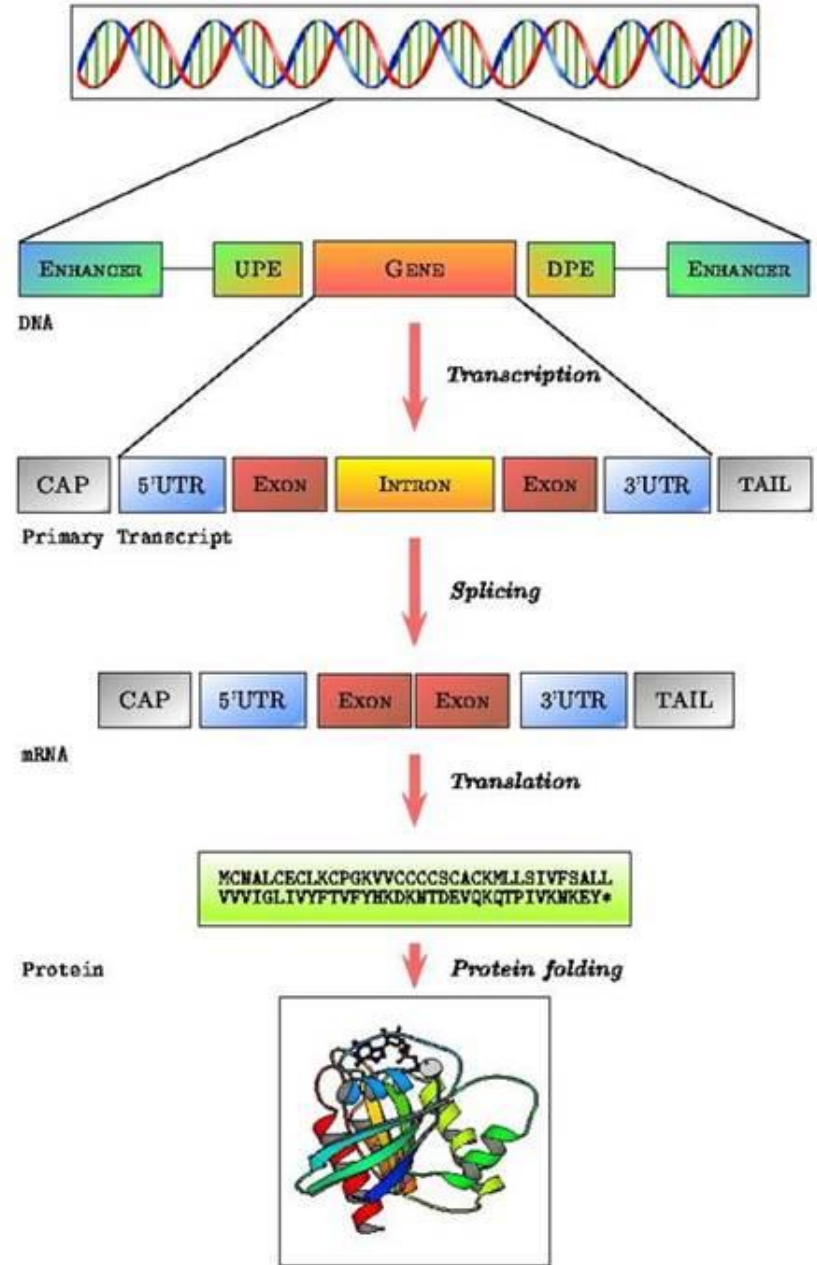 ENHANCER UPE GENE DPE ENHANCER
DNA
Transcription
CAP 5'UTR EXON INTRON EXON 3'UTR TAIL
Primary Transcript
Splicing
CAP 5'UTR EXON EXON 3'UTR TAIL
mRNA
Translation
MCNALCECLKCPGKVVCCCCSCACKMLLSIVFSALL
VVVIGLIVYFTVFYHKDKNTDEVQKQTPIVKNKEY*
Protein
Protein folding